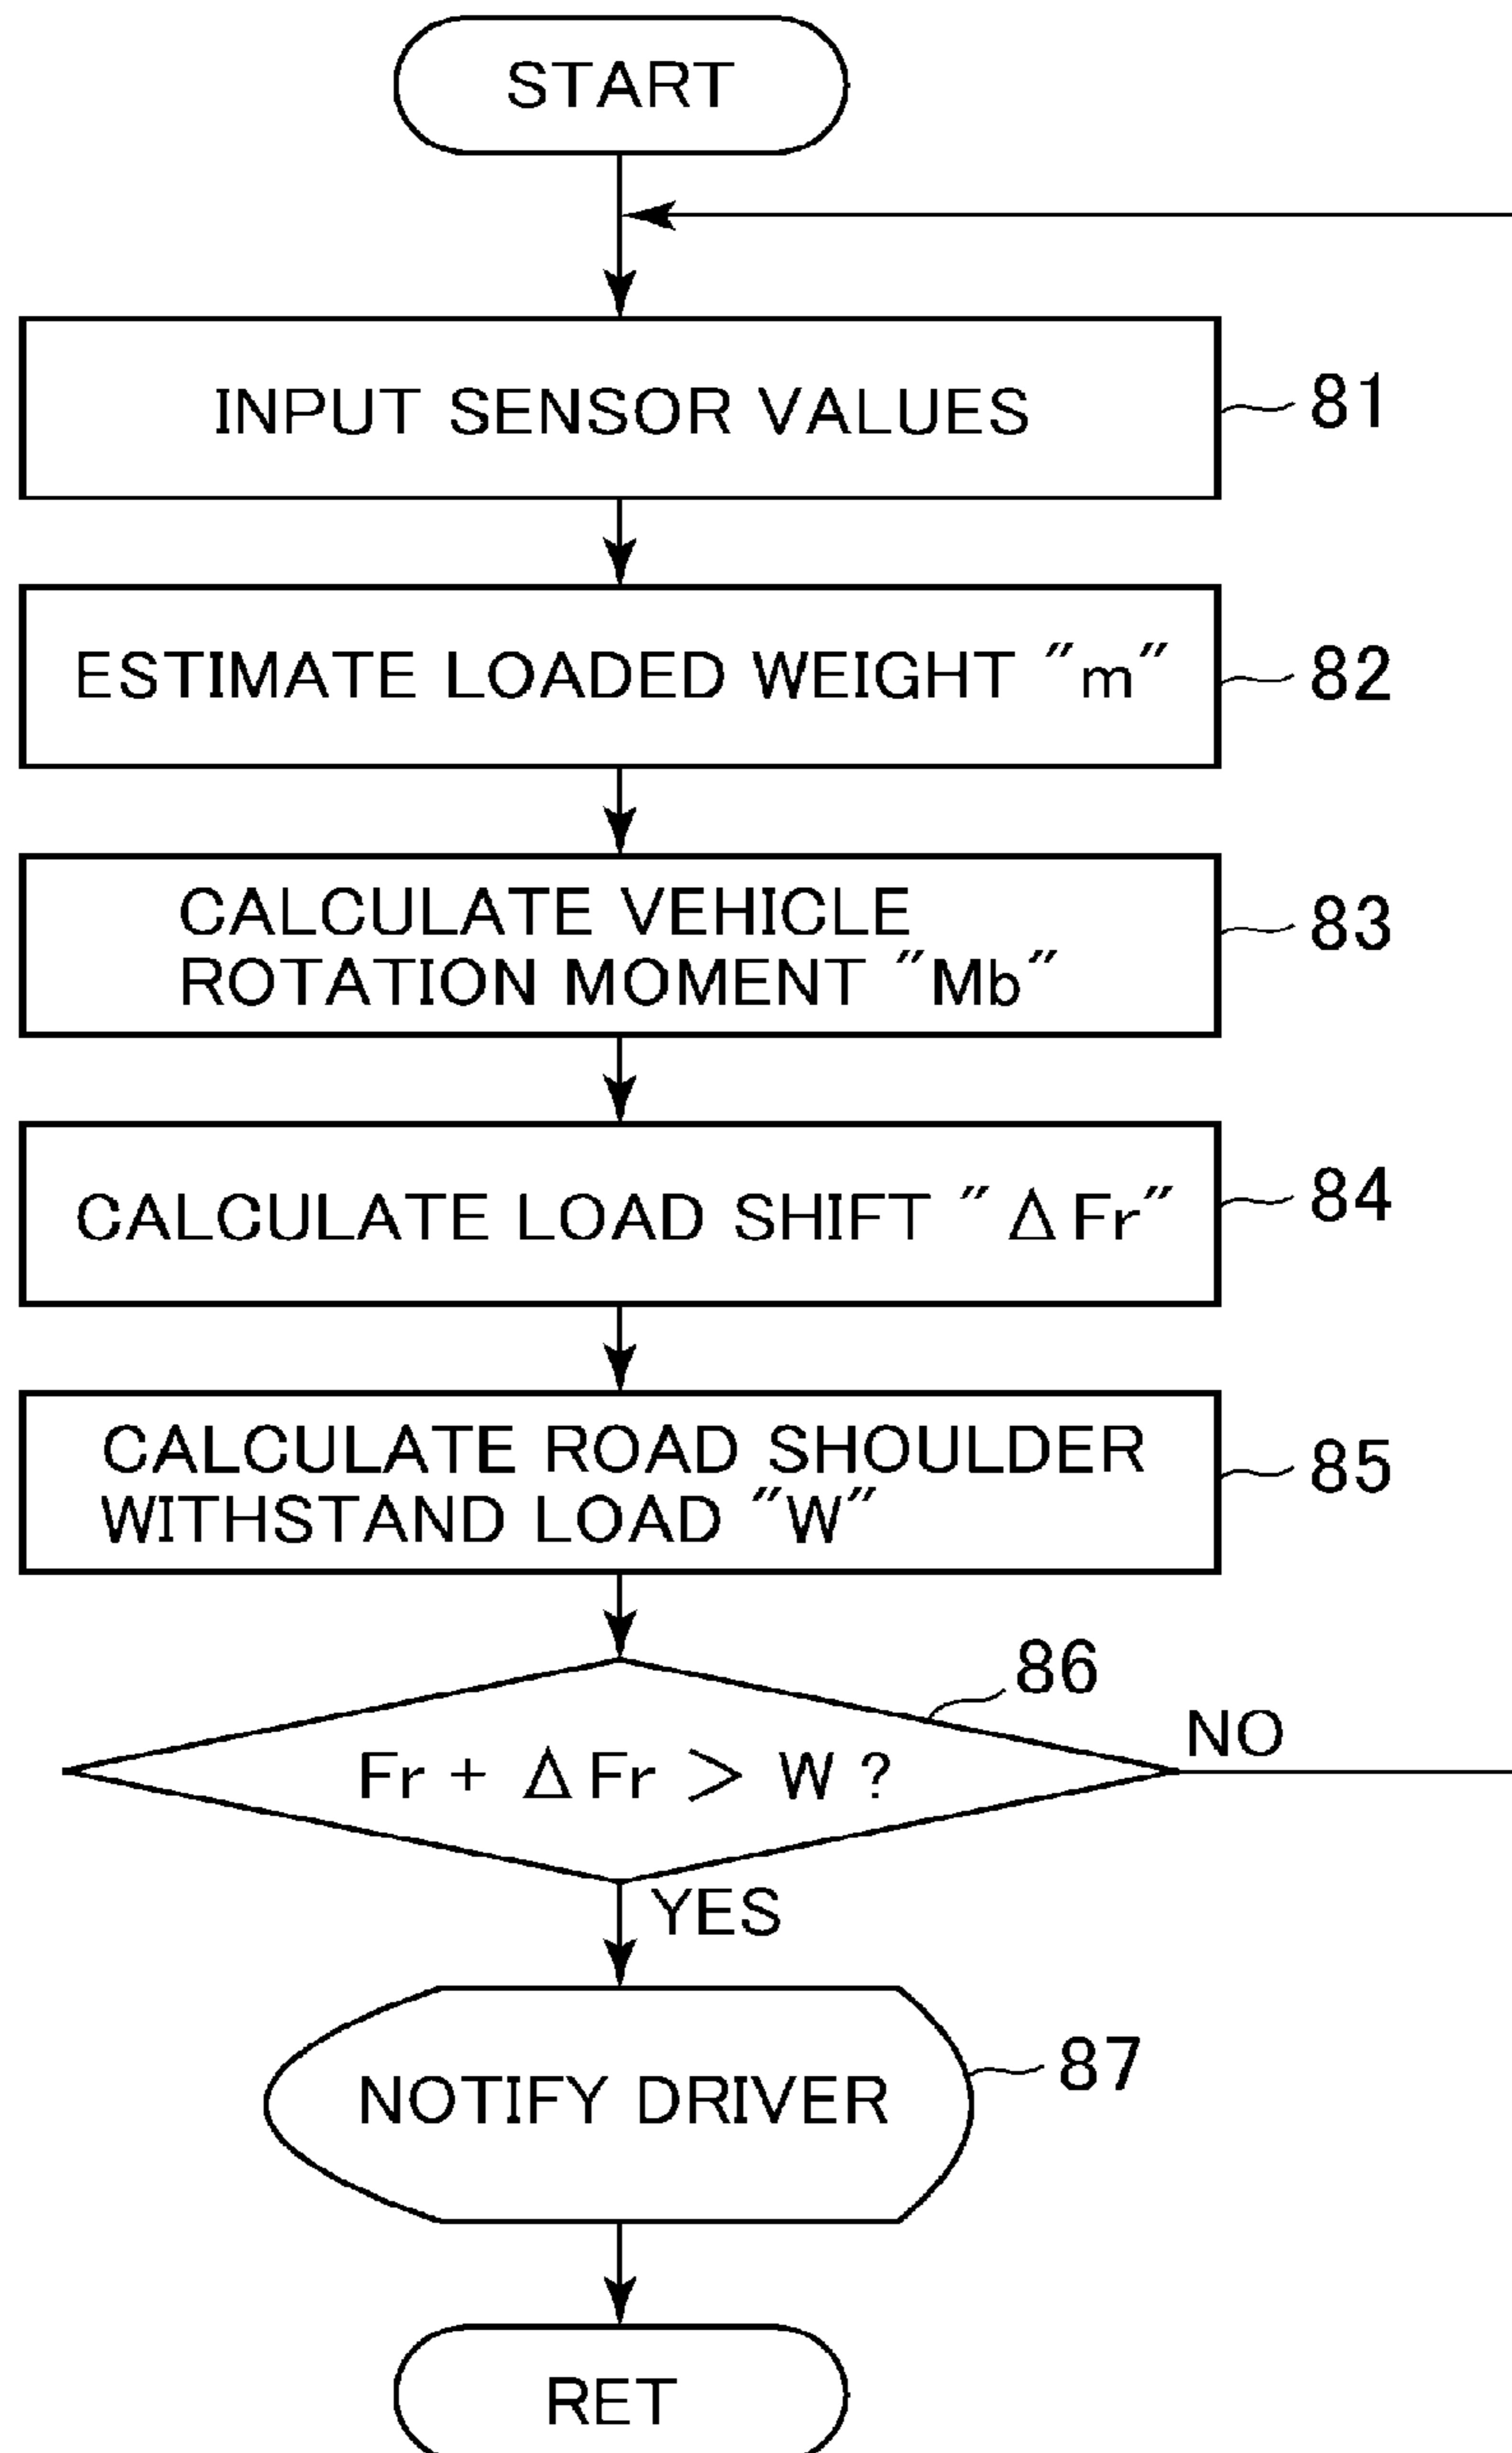 START
INPUT SENSOR VALUES
81
ESTIMATE LOADED WEIGHT "m"
82
CALCULATE VEHICLE
ROTATION MOMENT "Mb"
83
CALCULATE LOAD SHIFT "ΔFr"
84
CALCULATE ROAD SHOULDER
WITHSTAND LOAD "W"
85
86
Fr + ΔFr > W ?
NO
YES
NOTIFY DRIVER
87
RET